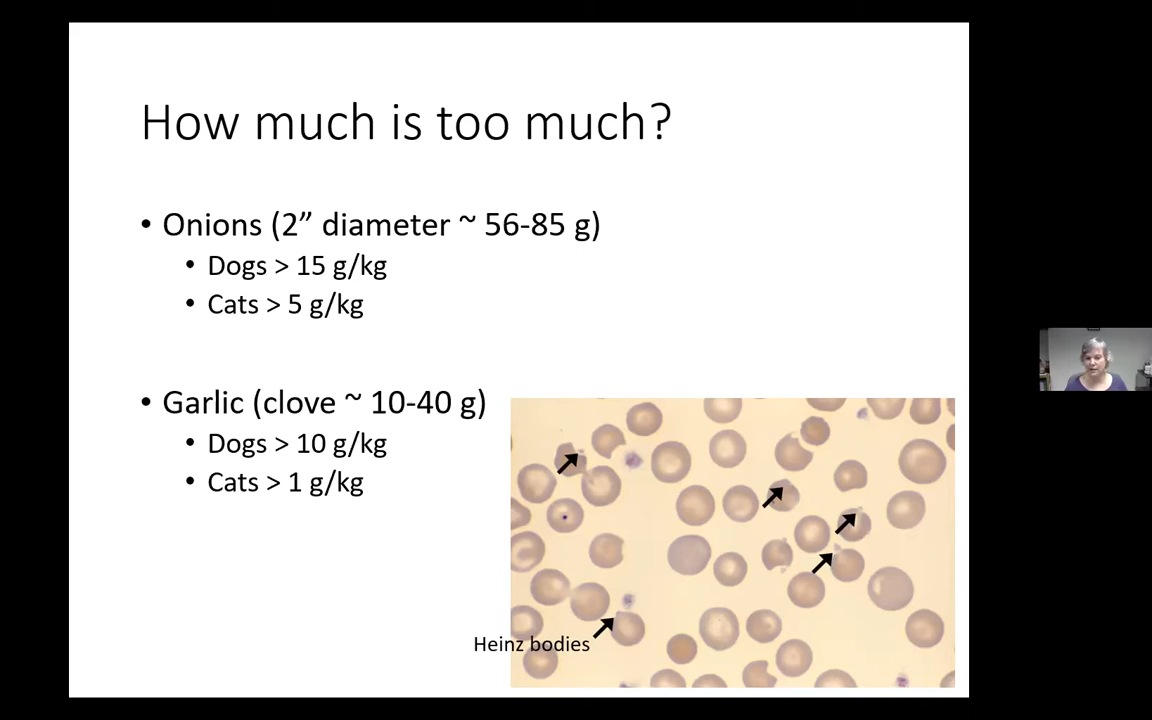 How much is too much?
• Onions (2” diameter ~ 56-85 g)
• Dogs > 15 g/kg
• Cats > 5 g/kg
• Garlic (clove ~ 10-40 g)
• Dogs > 10 g/kg
• Cats > 1 g/kg
Heinz bodies